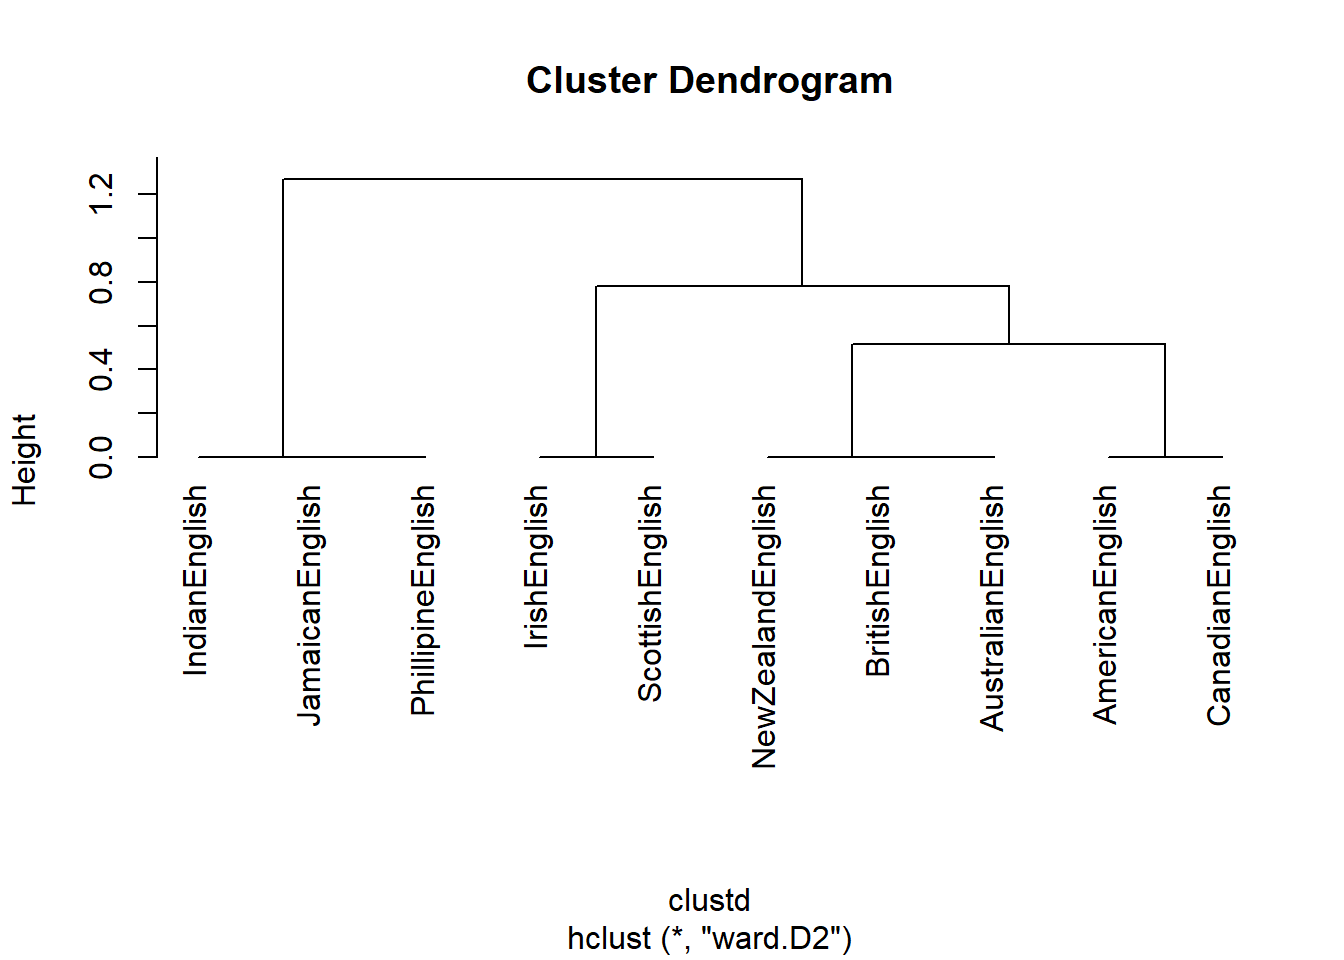 Cluster Dendrogram
1.2
0.8
0.4
0.0
Height
IndianEnglish
JamaicanEnglish
PhillipineEnglish
IrishEnglish
ScottishEnglish
NewZealandEnglish
BritishEnglish
AustralianEnglish
AmericanEnglish
CanadianEnglish
clustd
hclust (*, "ward.D2")